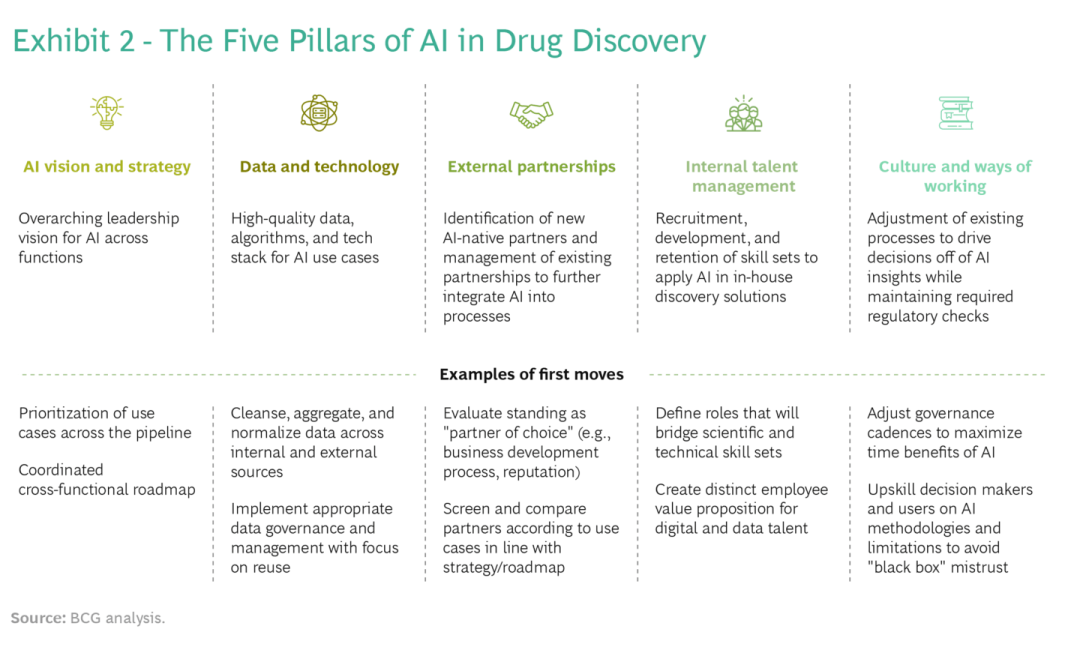 Exhibit 2 - The Five Pillars of AI in Drug Discovery
AI vision and strategy
Overarching leadership
vision for AI across
functions
Data and technology
High-quality data,
algorithms, and tech
stack for AI use cases
External partnerships
Identification of new
AI-native partners and
management of existing
partnerships to further
integrate AI into
processes
Internal talent
management
Recruitment,
development, and
retention of skill sets to
apply AI in in-house
discovery solutions
Culture and ways of
working
Adjustment of existing
processes to drive
decisions off of AI
insights while
maintaining required
regulatory checks
Examples of first moves
Prioritization of use
cases across the pipeline
Coordinated
cross-functional roadmap
Cleanse, aggregate, and
normalize data across
internal and external
sources
Implement appropriate
data governance and
management with focus
on reuse
Evaluate standing as
"partner of choice" (e.g.,
business development
process, reputation)
Screen and compare
partners according to use
cases in line with
strategy/roadmap
Define roles that will
bridge scientific and
technical skill sets
Create distinct employee
value proposition for
digital and data talent
Adjust governance
cadences to maximize
time benefits of AI
Upskill decision makers
and users on AI
methodologies and
limitations to avoid
"black box" mistrust
Source: BCG analysis.